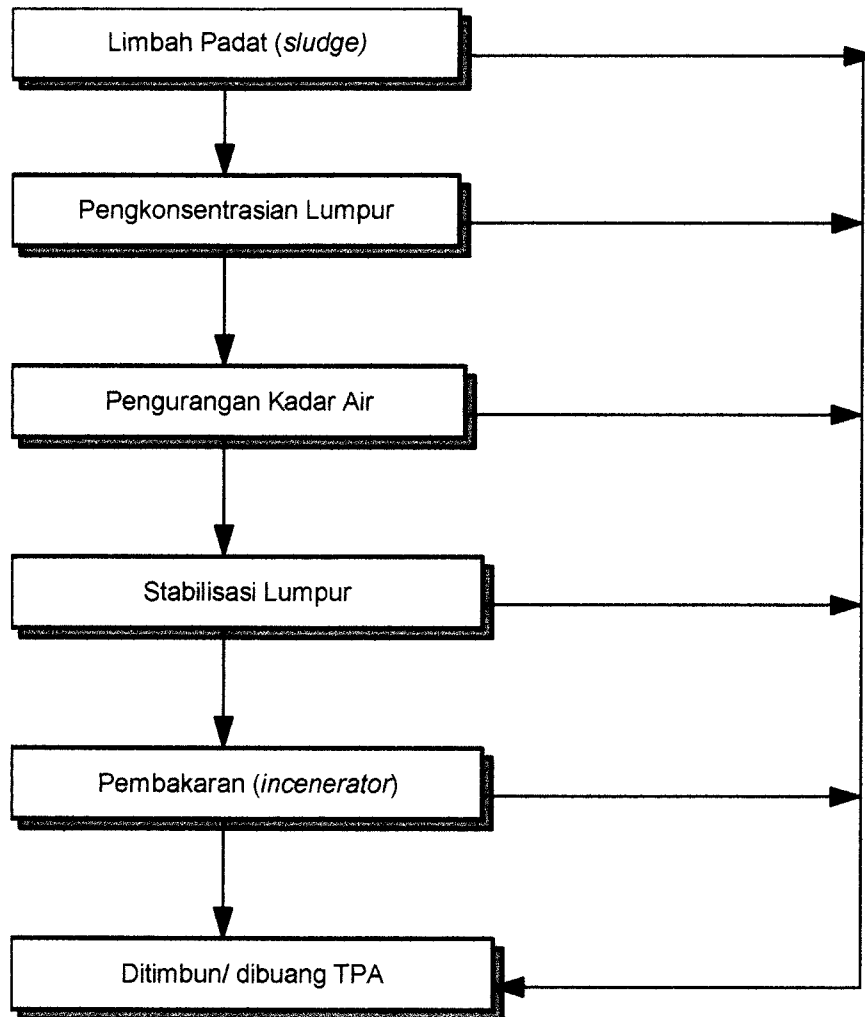 Limbah Padat (sludge)
Pengkonsentrasian Lumpur
Pengurangan Kadar Air
Stabilisasi Lumpur
Pembakaran (incenerator)
Ditimbun/ dibuang TPA